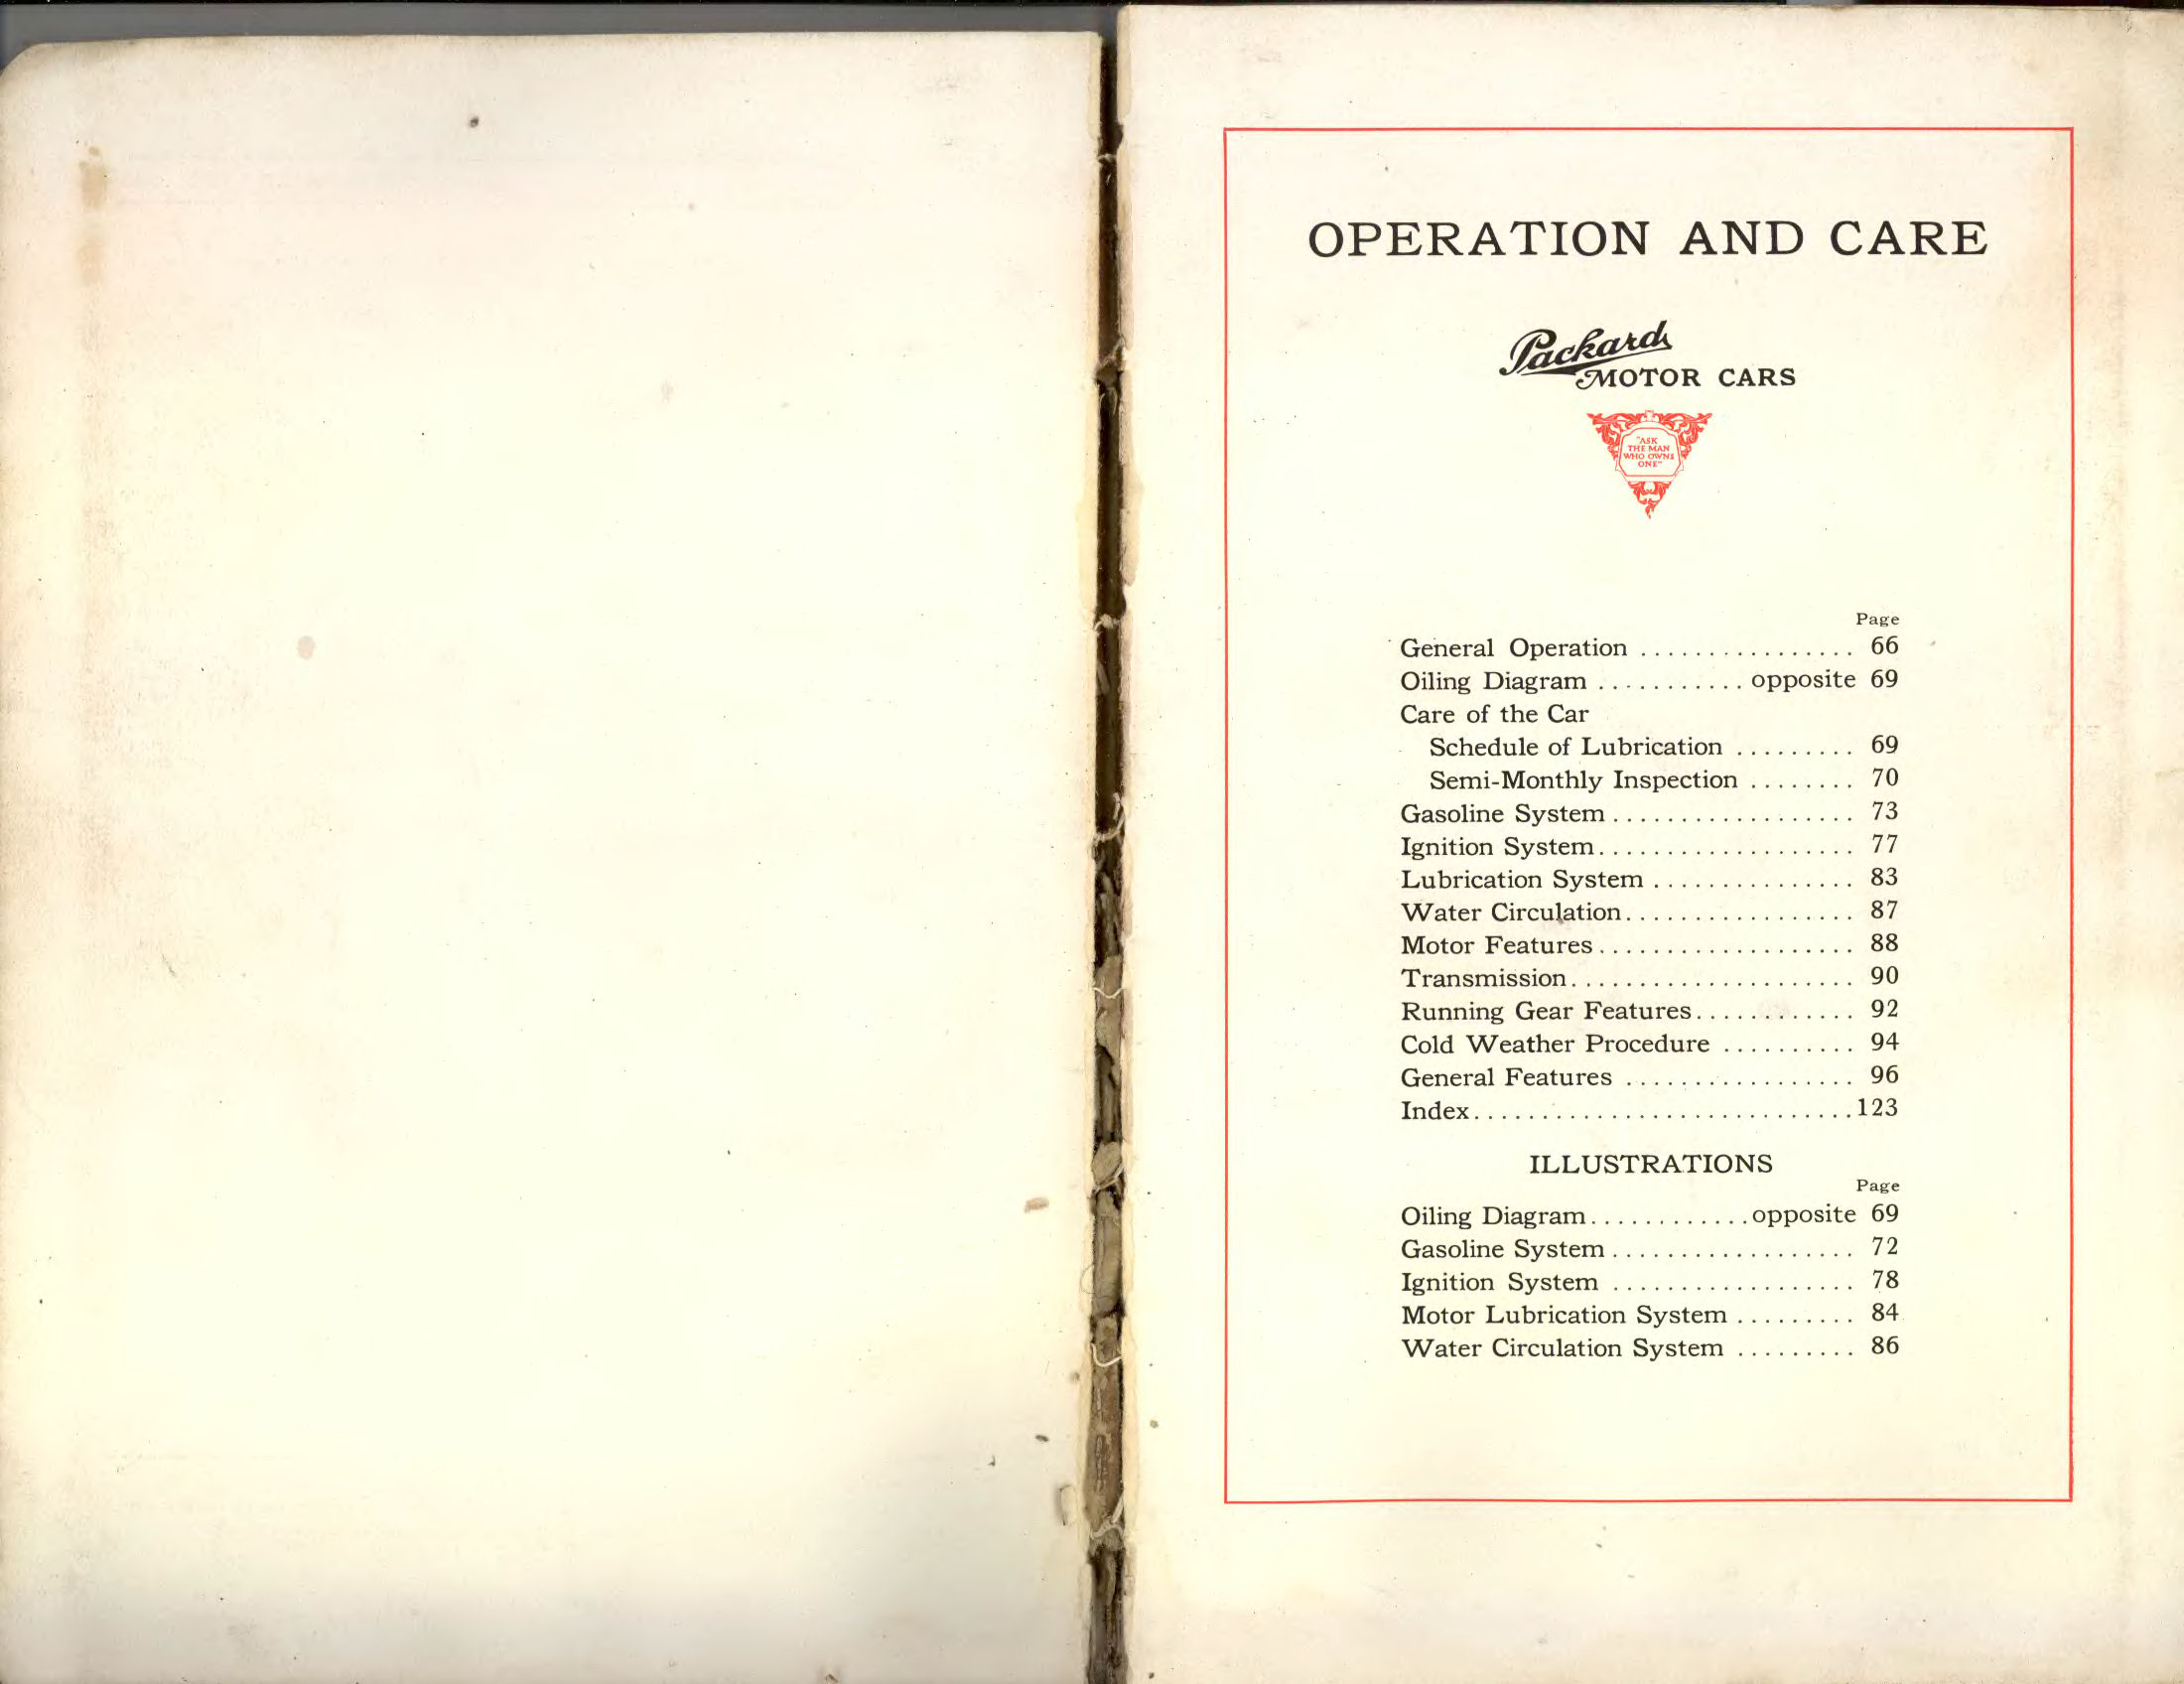 OPERATION AND CARE
Packard
MOTOR CARS
"ASK
THE MAN
WHO OWNS
ONE"
Page
General Operation ................ 66
Oiling Diagram ........... opposite 69
Care of the Car
Schedule of Lubrication ......... 69
Semi-Monthly Inspection ........ 70
Gasoline System .................. 73
Ignition System ................... 77
Lubrication System ............... 83
Water Circulation ................. 87
Motor Features ................... 88
Transmission ..................... 90
Running Gear Features ............ 92
Cold Weather Procedure .......... 94
General Features ................. 96
Index ............................ 123
ILLUSTRATIONS
Page
Oiling Diagram ............ opposite 69
Gasoline System .................. 72
Ignition System .................. 78
Motor Lubrication System ......... 84
Water Circulation System ......... 86